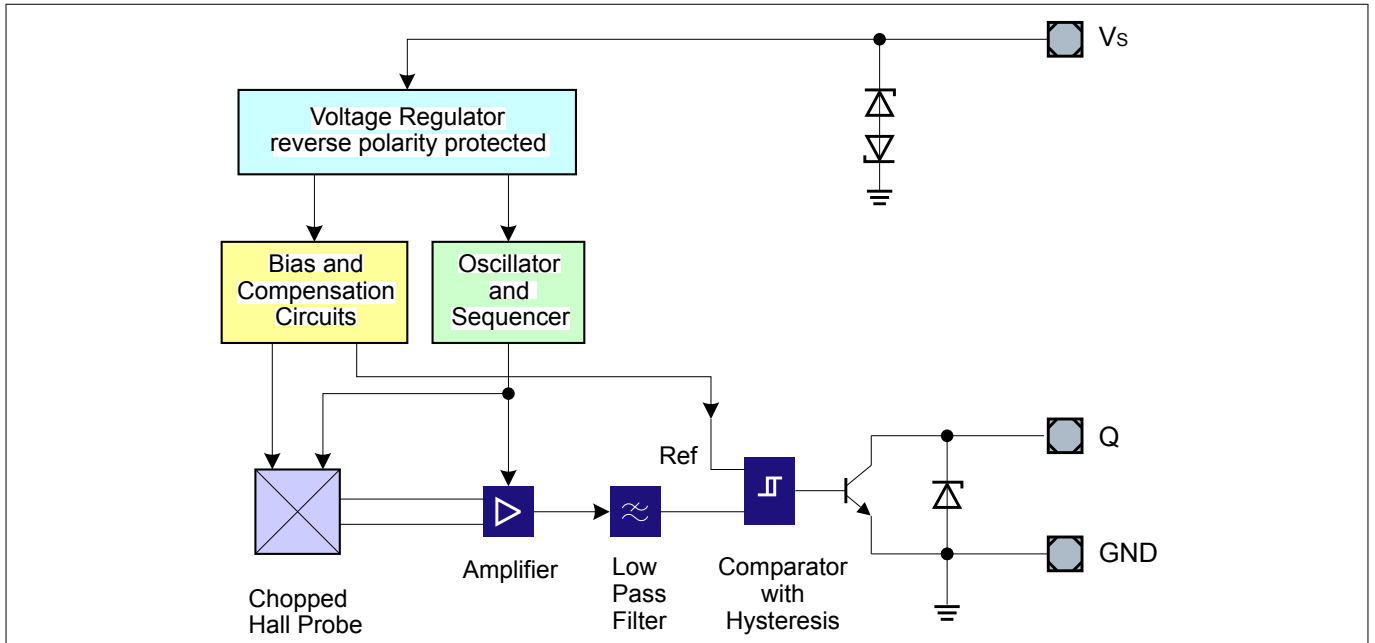 Vs
Voltage Regulator
reverse polarity protected
Bias and
Compensation
Circuits
Oscillator
and
Sequencer
Ref
Q
GND
Amplifier
Low
Pass
Filter
Comparator
with
Hysteresis
Chopped
Hall Probe